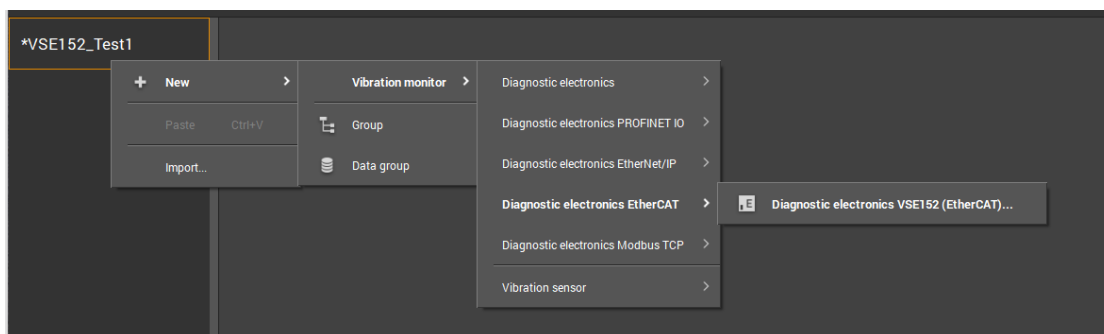 *VSE152_Test1
New
Vibration monitor
Diagnostic electronics
Paste Ctrl+V
Group
Diagnostic electronics PROFINET IO
Import...
Data group
Diagnostic electronics EtherNet/IP
Diagnostic electronics EtherCAT
Diagnostic electronics VSE152 (EtherCAT)...
Diagnostic electronics Modbus TCP
Vibration sensor